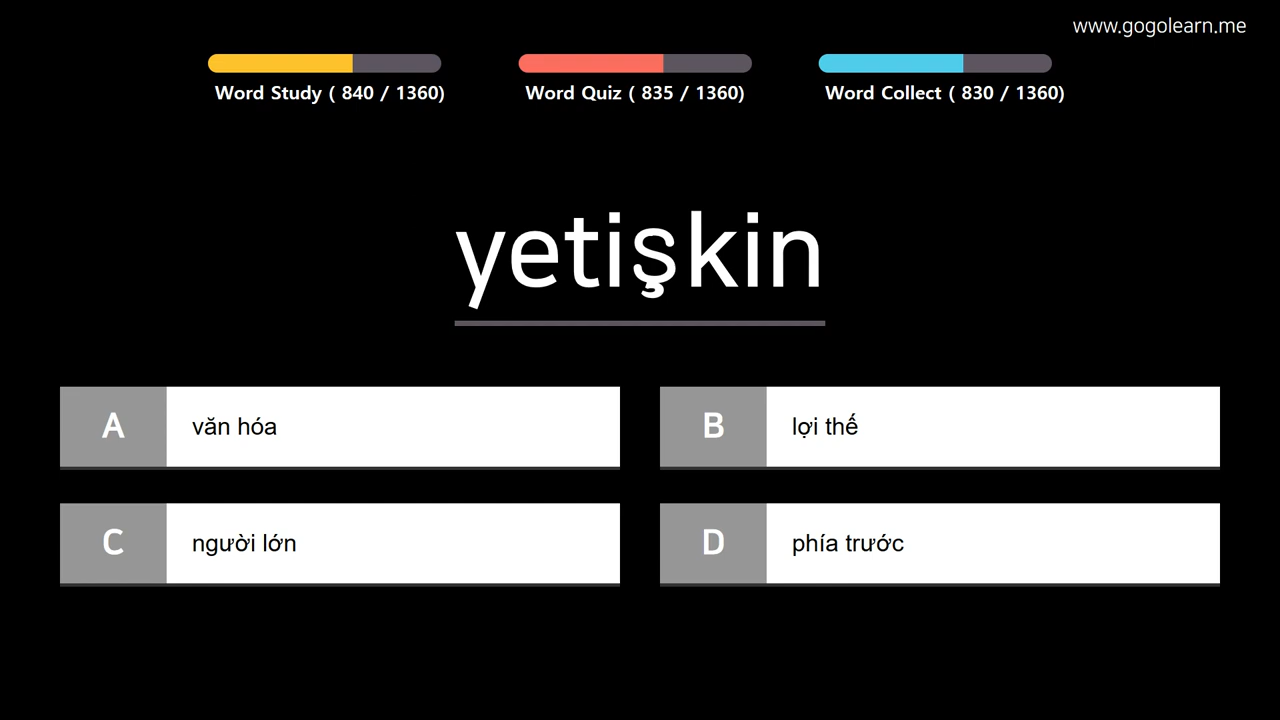 www.gogolearn.me
Word Study ( 840 / 1360)
Word Quiz ( 835 / 1360)
Word Collect ( 830 / 1360)
yetişkin
A văn hóa
B lợi thế
C người lớn
D phía trước